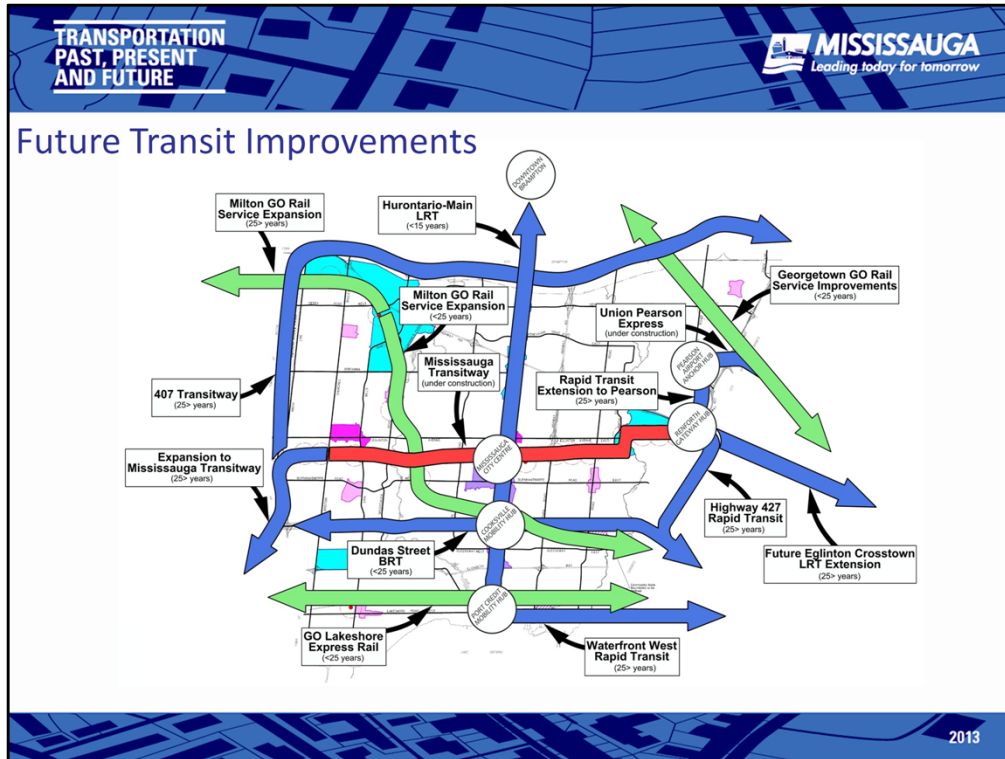 TRANSPORTATION
PAST, PRESENT
AND FUTURE
MISSISSAUGA
Leading today for tomorrow
Future Transit Improvements
DOWNTOWN
BRAMPTON
Milton GO Rail
Service Expansion
(25> years)
Hurontario-Main
LRT
(<15 years)
Georgetown GO Rail
Service Improvements
(<25 years)
Milton GO Rail
Service Expansion
(<25 years)
Union Pearson
Express
(under construction)
PEARSON
AIRPORT
ANCHOR HUB
Mississauga
Transitway
(under construction)
407 Transitway
(25> years)
Rapid Transit
Extension to Pearson
(25> years)
RENFORTH
GATEWAY HUB
MISSISSAUGA
CITY CENTRE
Expansion to
Mississauga Transitway
(25> years)
Highway 427
Rapid Transit
(25> years)
COOKSVILLE
MOBILITY HUB
Dundas Street
BRT
(<25 years)
Future Eglinton Crosstown
LRT Extension
(25> years)
PORT CREDIT
MOBILITY HUB
GO Lakeshore
Express Rail
(<25 years)
Waterfront West
Rapid Transit
(25> years)
2013